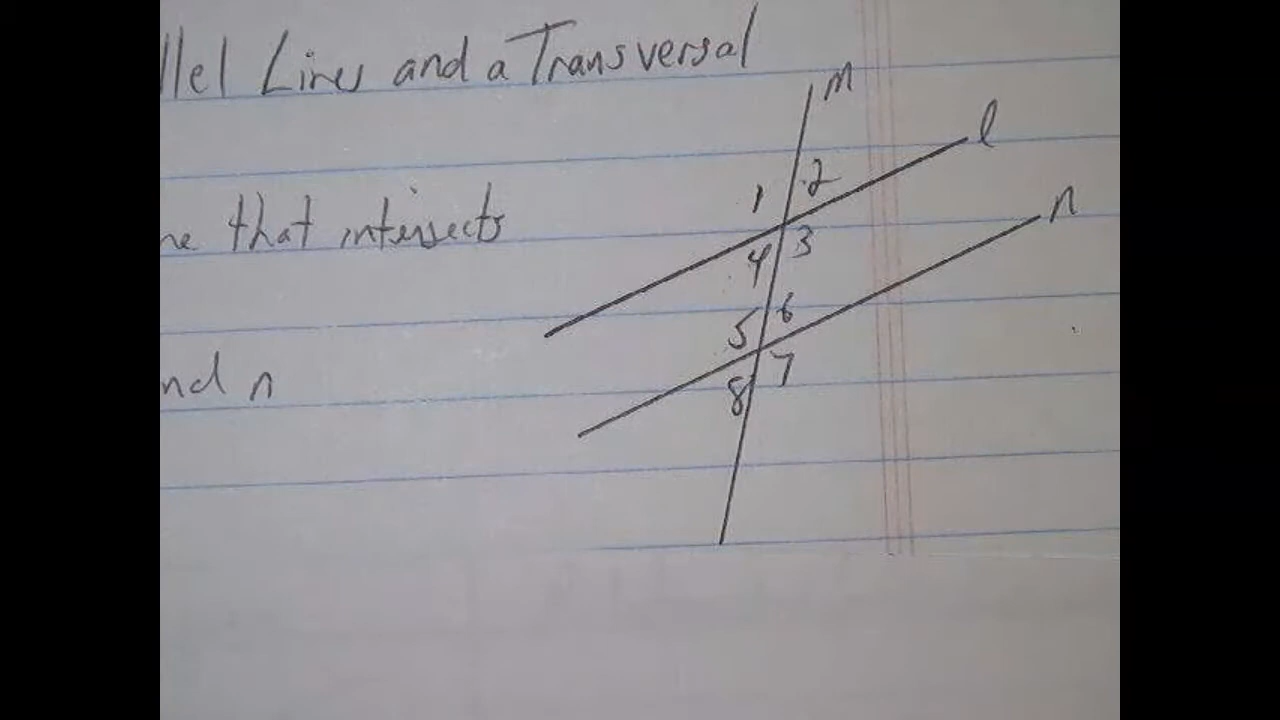 llel Lines and a Transversal
m
l
1 2
ne that intersects
n
4 3
5 6
nd n
8 7